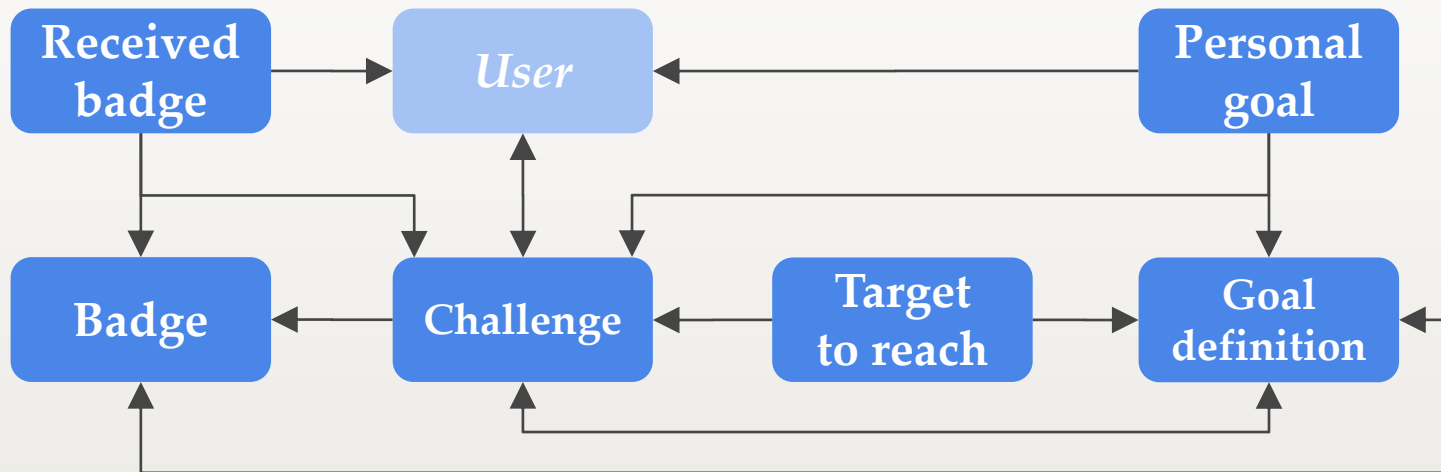 Received
badge
User
Personal
goal
Badge
Challenge
Target
to reach
Goal
definition